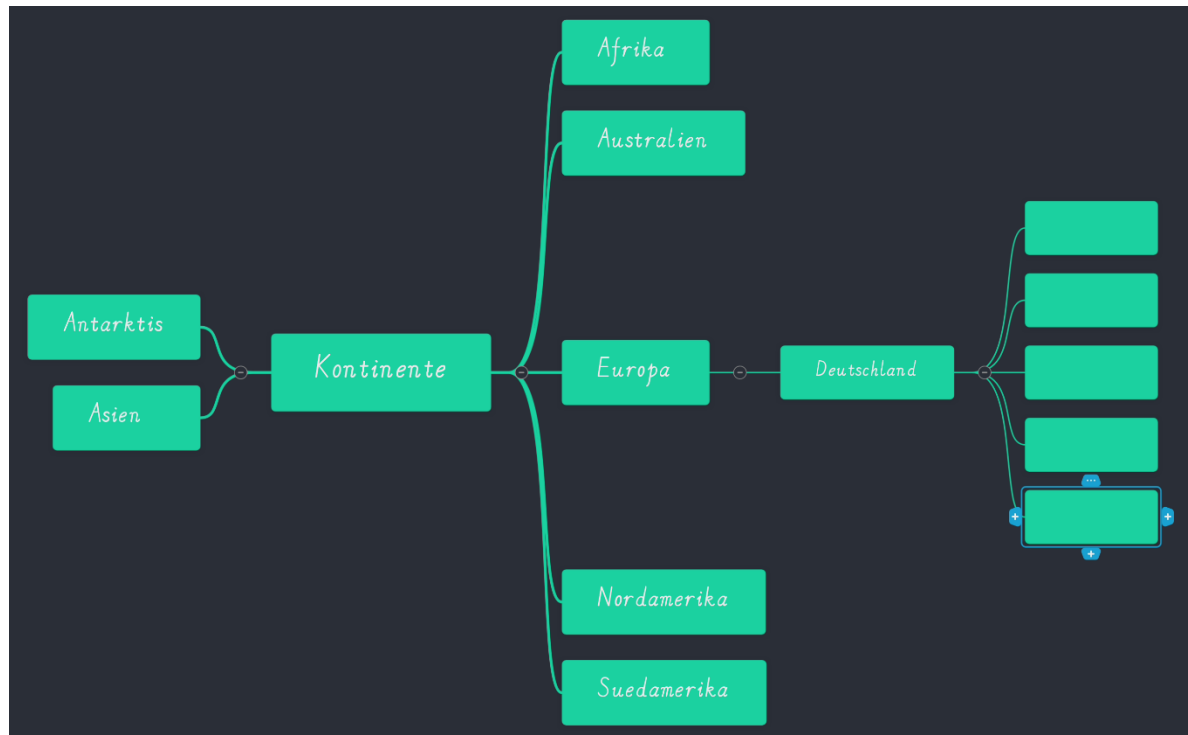 Afrika
Australien
Antarktis
Kontinente
Europa
Deutschland
Asien
Nordamerika
Suedamerika